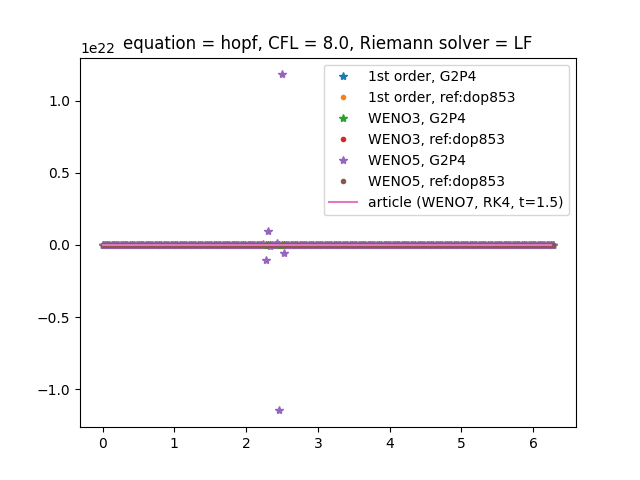 equation = hopf, CFL = 8.0, Riemann solver = LF
1e22
1st order, G2P4
1st order, ref:dop853
WENO3, G2P4
WENO3, ref:dop853
WENO5, G2P4
WENO5, ref:dop853
article (WENO7, RK4, t=1.5)
1.0
0.5
0.0
−0.5
−1.0
0 1 2 3 4 5 6